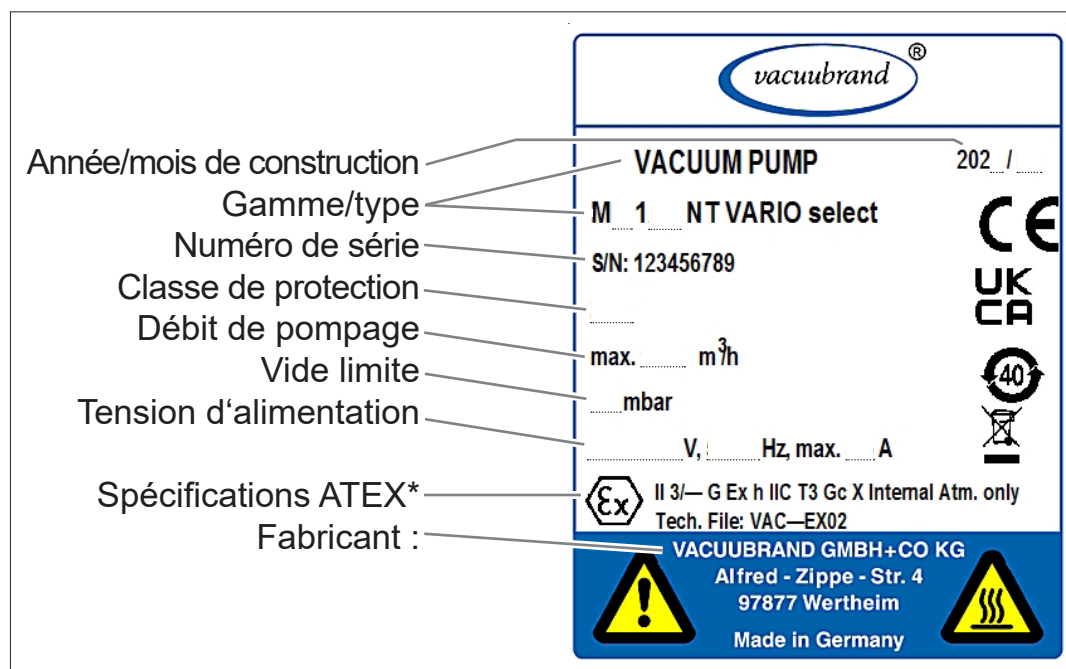 vacuubrand ®
Année/mois de construction
VACUUM PUMP 202 /
Gamme/type
M 1 NT VARIO select
CE
Numéro de série
S/N: 123456789
UK
CA
Classe de protection
Débit de pompage
max. m³/h
Vide limite
mbar
40
Tension d‘alimentation
V, Hz, max. A
Spécifications ATEX*
Ex II 3/— G Ex h IIC T3 Gc X Internal Atm. only
Tech. File: VAC—EX02
Fabricant :
VACUUBRAND GMBH+CO KG
Alfred - Zippe - Str. 4
97877 Wertheim
Made in Germany